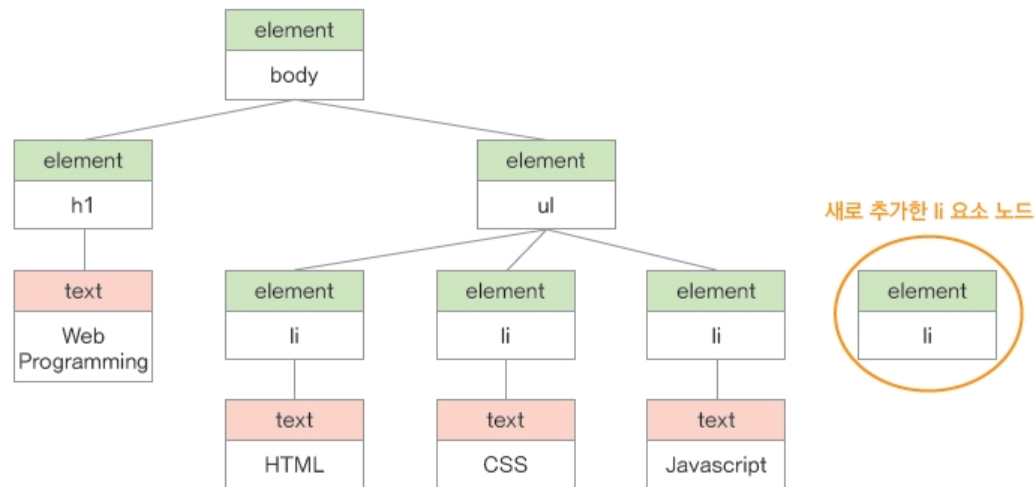 element
body
element
h1
element
ul
새로 추가한 li 요소 노드
text
Web
Programming
element
li
element
li
element
li
element
li
text
HTML
text
CSS
text
Javascript